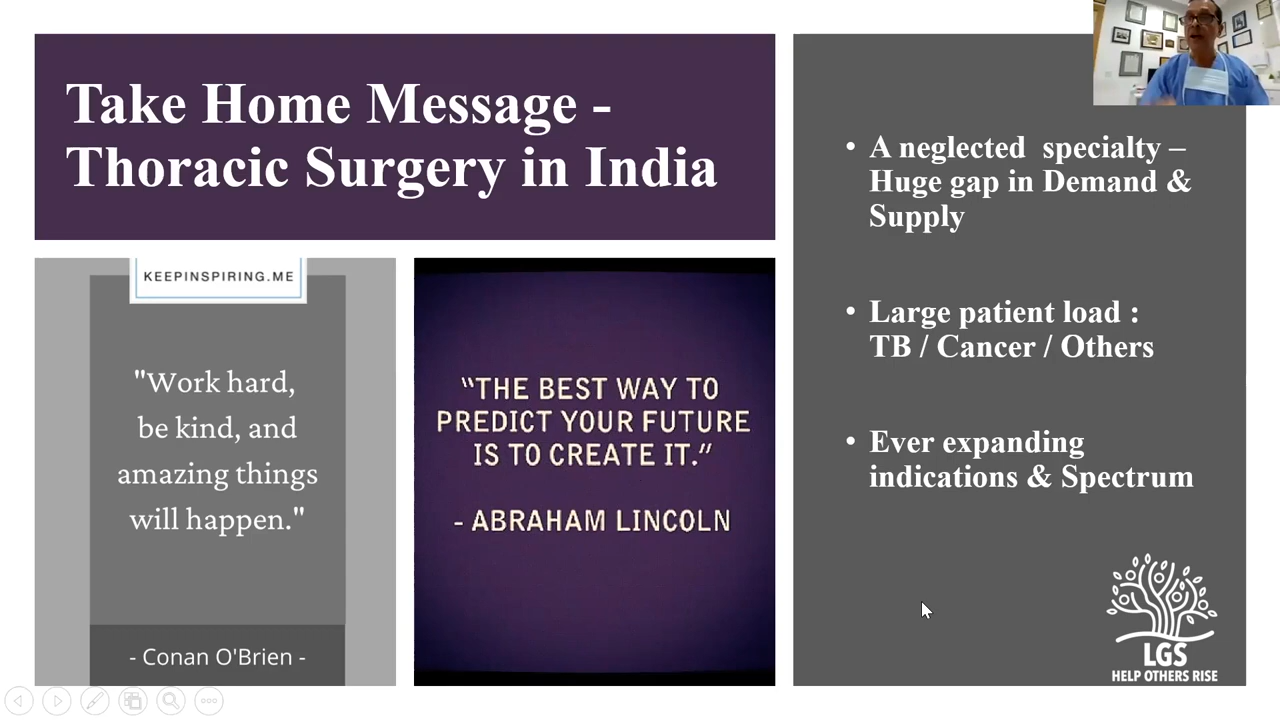 Take Home Message -
Thoracic Surgery in India
KEEPINSPIRING.ME
"Work hard,
be kind, and
amazing things
will happen."
- Conan O'Brien -
“THE BEST WAY TO
PREDICT YOUR FUTURE
IS TO CREATE IT.”
- ABRAHAM LINCOLN
• A neglected  specialty –
Huge gap in Demand &
Supply
• Large patient load :
TB / Cancer / Others
• Ever expanding
indications & Spectrum
LGS
HELP OTHERS RISE